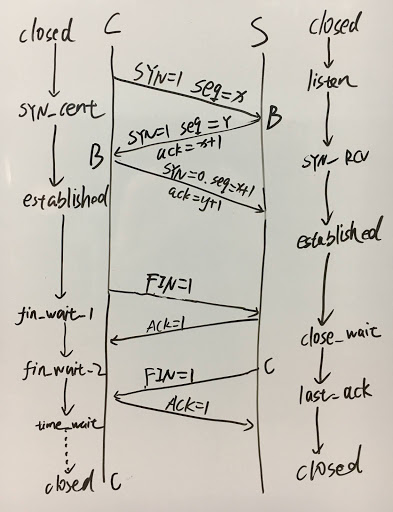 closed C S closed
SYN=1 seq=x
listen
SYN_cent
B
SYN=1 seq=Y
ack=x+1
B
SYN_RCV
SYN=0. seq=x+1
ack=y+1
established
established
FIN=1
fin_wait_1
ACK=1
close_wait
fin_wait_2
FIN=1
C
last_ack
ACK=1
time_wait
closed
closed C